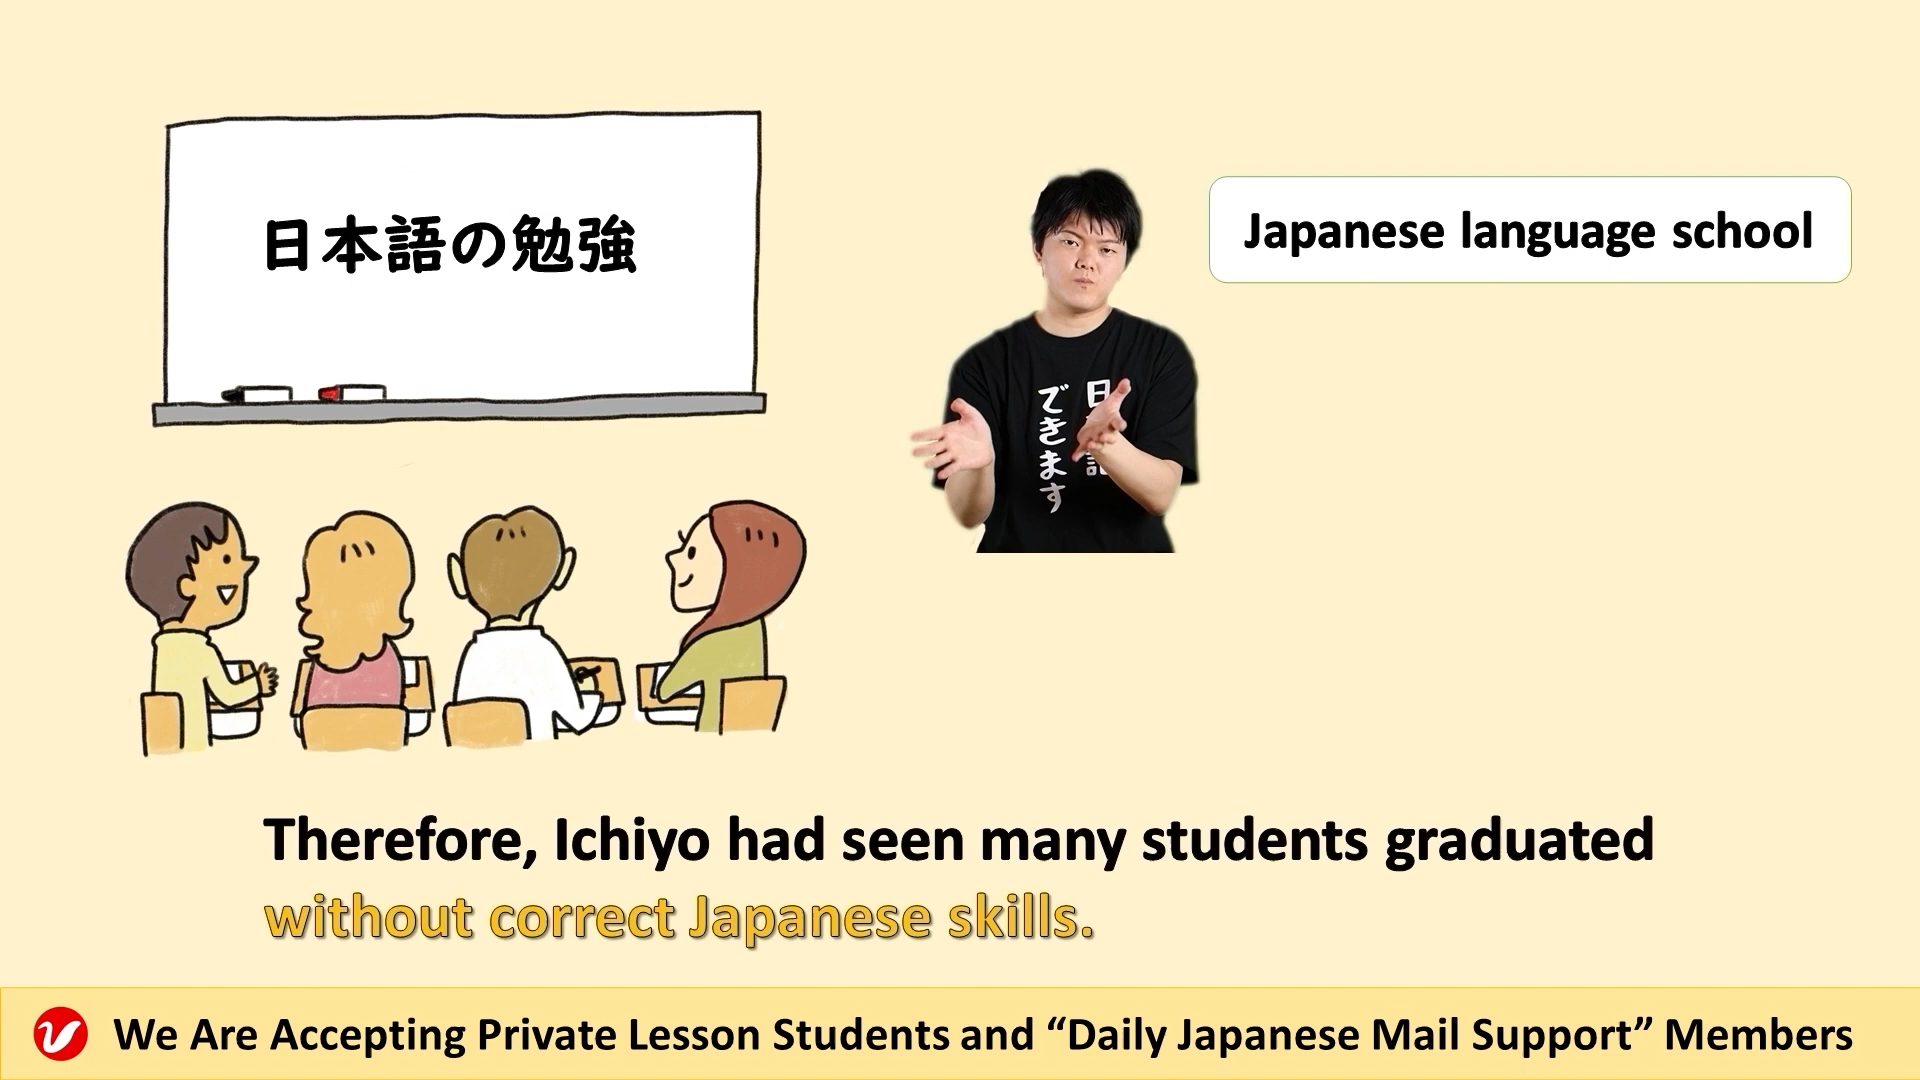 日本語の勉強
Japanese language school
日
できます
Therefore, Ichiyo had seen many students graduated
without correct Japanese skills.
We Are Accepting Private Lesson Students and “Daily Japanese Mail Support” Members